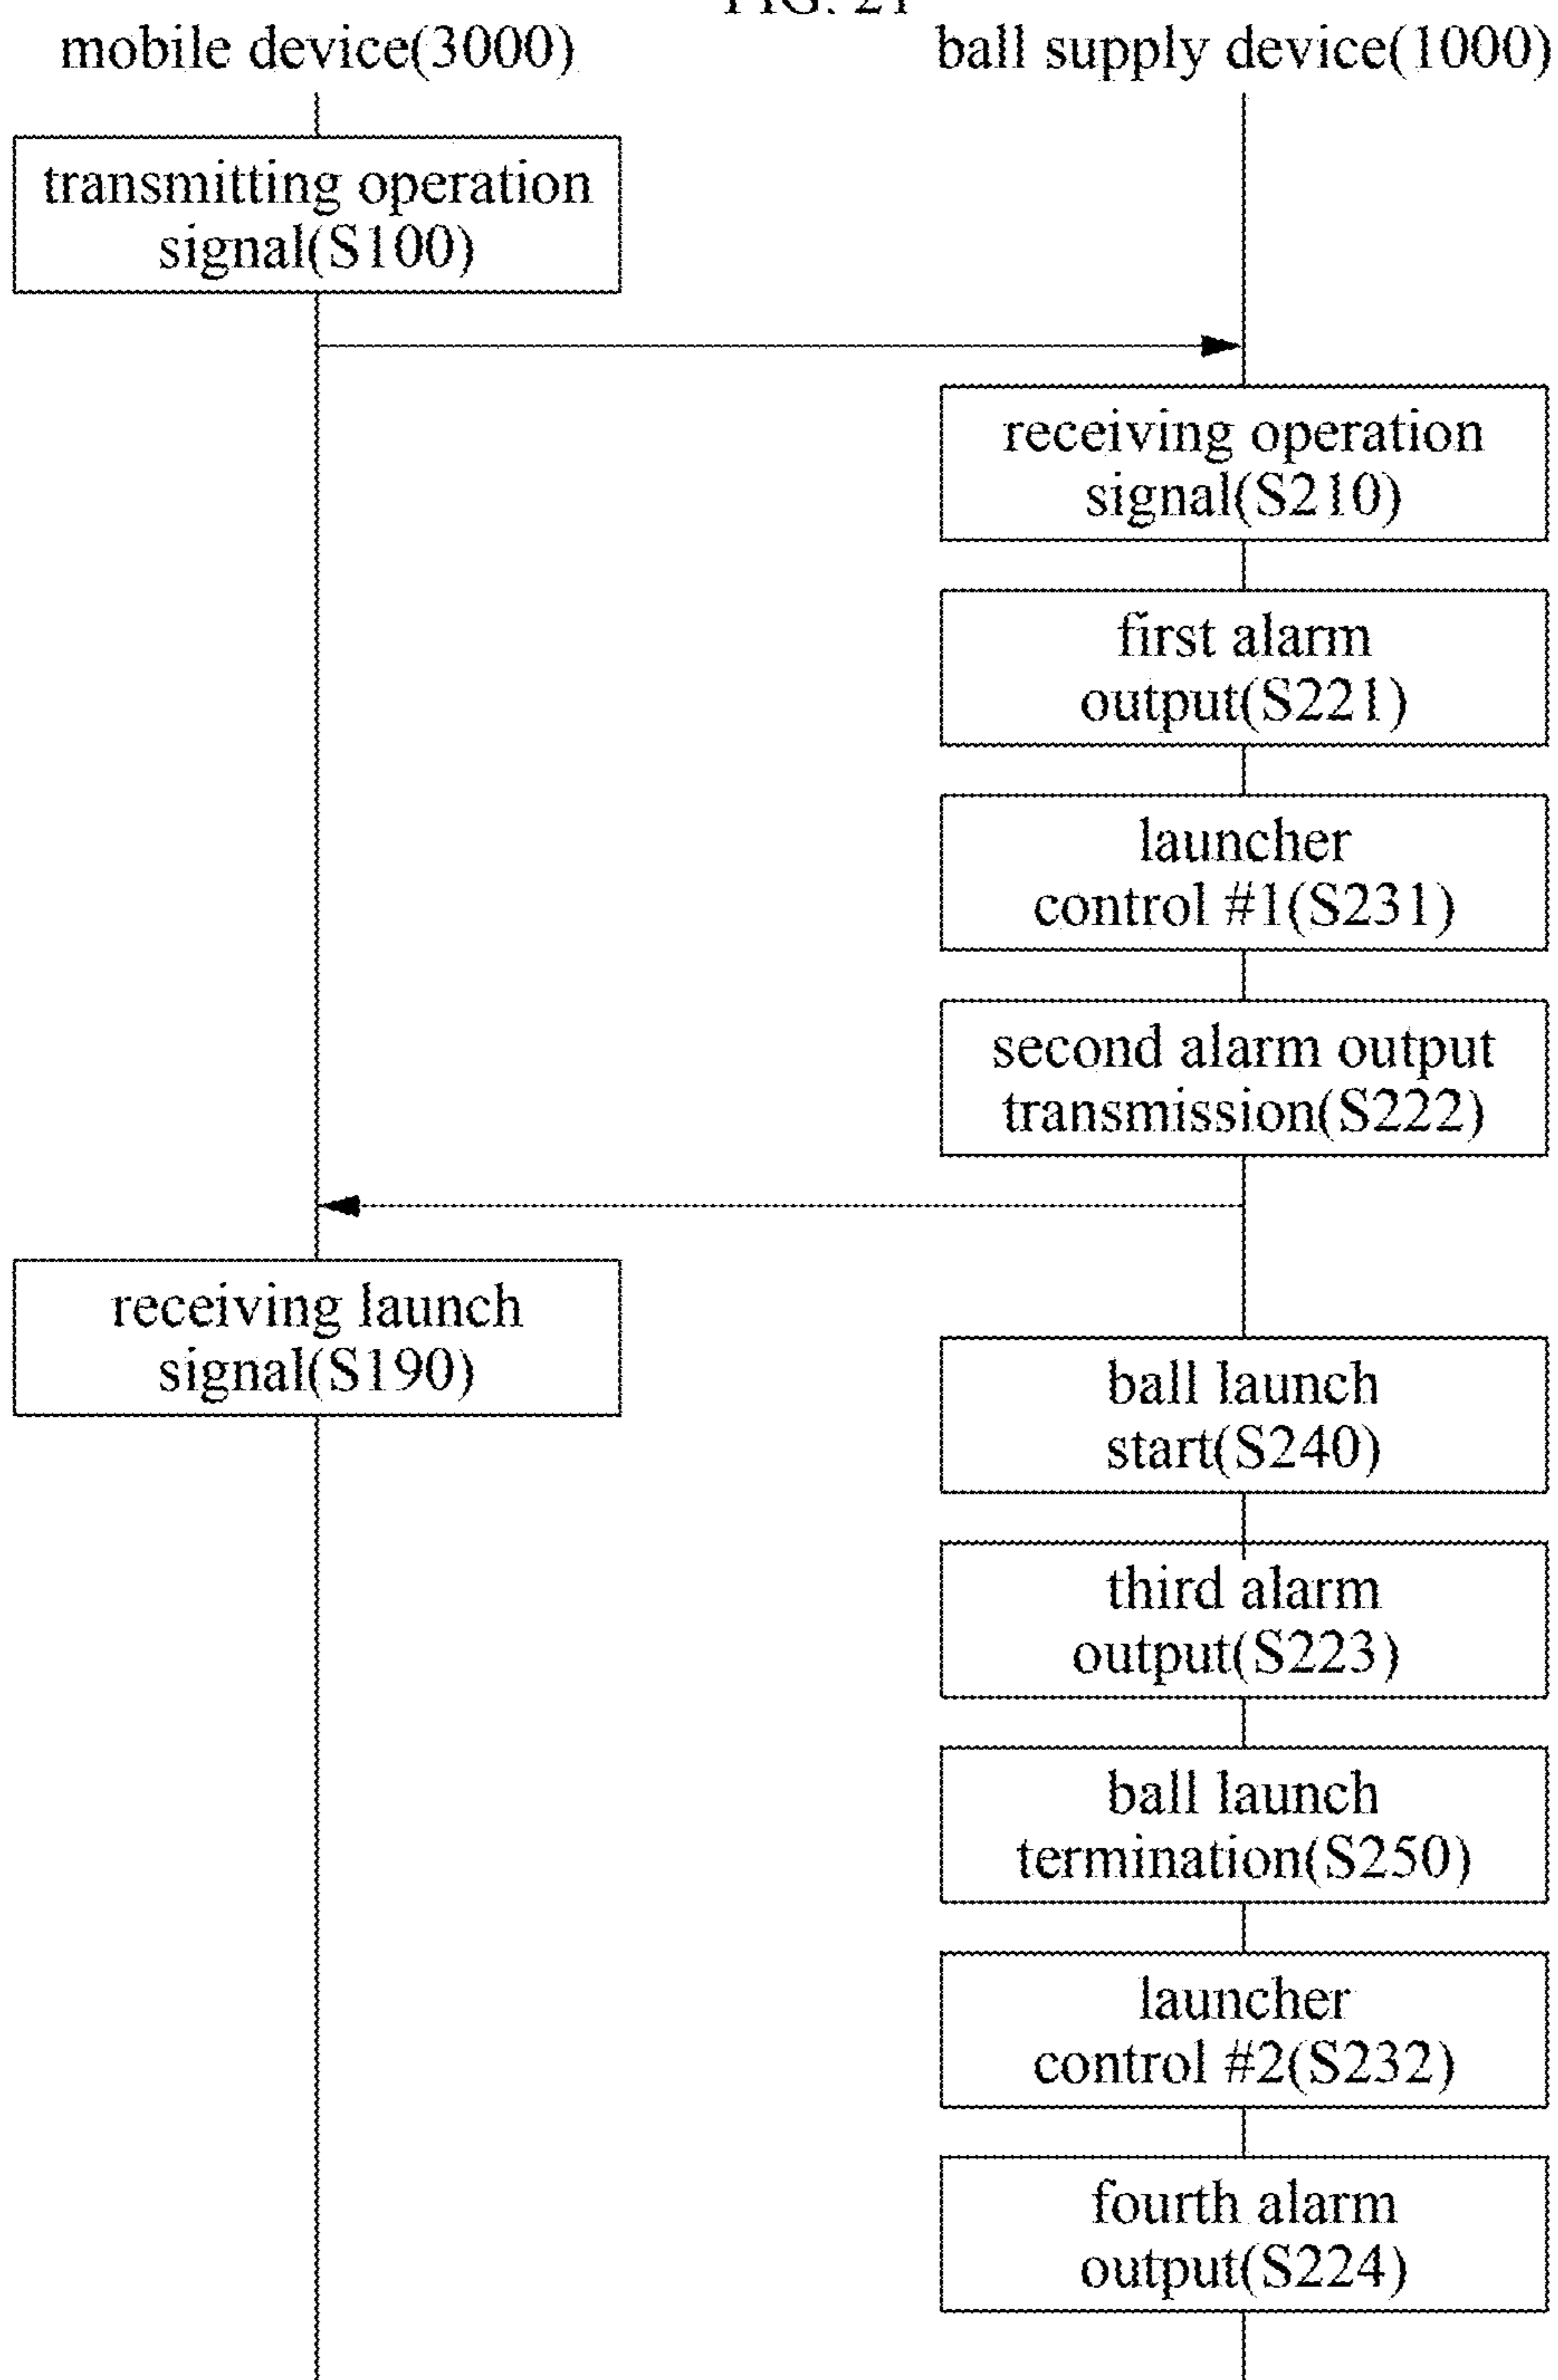 mobile device(3000)
ball supply device(1000)
transmitting operation
signal(S100)
receiving operation
signal(S210)
first alarm
output(S221)
launcher
control #1(S231)
second alarm output
transmission(S222)
receiving launch
signal(S190)
ball launch
start(S240)
third alarm
output(S223)
ball launch
termination(S250)
launcher
control #2(S232)
fourth alarm
output(S224)